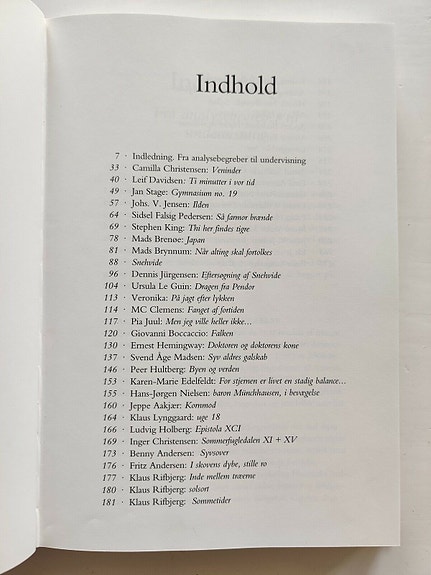 Indhold
7 · Indledning. Fra analysebegreber til undervisning
33 · Camilla Christensen: Veninder
40 · Leif Davidsen: Ti minutter i vor tid
49 · Jan Stage: Gymnasium no. 19
57 · Johs. V. Jensen: Ilden
64 · Sidsel Falsig Pedersen: Så farmor brænde
69 · Stephen King: Thi her findes tigre
78 · Mads Brenøe: Japan
81 · Mads Brynnum: Når alting skal fortolkes
88 · Snehvide
96 · Dennis Jürgensen: Eftersøgning af Snehvide
104 · Ursula Le Guin: Dragen fra Pendor
113 · Veronika: På jagt efter lykken
114 · MC Clemens: Fanget af fortiden
117 · Pia Juul: Men jeg ville heller ikke...
120 · Giovanni Boccaccio: Falken
130 · Ernest Hemingway: Doktoren og doktorens kone
137 · Svend Åge Madsen: Syv aldres galskab
146 · Peer Hultberg: Byen og verden
153 · Karen-Marie Edelfeldt: For stjernen er livet en stadig balance...
155 · Hans-Jørgen Nielsen: baron Münchhausen, i bevægelse
160 · Jeppe Aakjær: Kornmod
164 · Klaus Lynggaard: uge 18
166 · Ludvig Holberg: Epistola XCI
169 · Inger Christensen: Sommerfugledalen XI + XV
173 · Benny Andersen: Syvsover
176 · Fritz Andersen: I skovens dybe, stille ro
177 · Klaus Rifbjerg: Inde mellem træerne
180 · Klaus Rifbjerg: solsort
181 · Klaus Rifbjerg: Sommetider